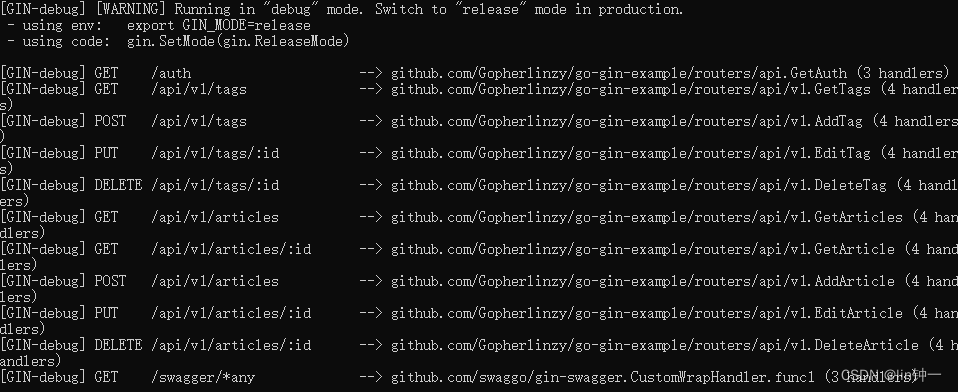 [GIN-debug] [WARNING] Running in "debug" mode. Switch to "release" mode in production.
- using env:   export GIN_MODE=release
- using code:  gin.SetMode(gin.ReleaseMode)
[GIN-debug] GET    /auth                     --> github.com/Gopherlinzy/go-gin-example/routers/api.GetAuth (3 handlers)
[GIN-debug] GET    /api/v1/tags              --> github.com/Gopherlinzy/go-gin-example/routers/api/v1.GetTags (4 handler
s)
[GIN-debug] POST   /api/v1/tags              --> github.com/Gopherlinzy/go-gin-example/routers/api/v1.AddTag (4 handlers
)
[GIN-debug] PUT    /api/v1/tags/:id          --> github.com/Gopherlinzy/go-gin-example/routers/api/v1.EditTag (4 handler
s)
[GIN-debug] DELETE /api/v1/tags/:id          --> github.com/Gopherlinzy/go-gin-example/routers/api/v1.DeleteTag (4 handl
ers)
[GIN-debug] GET    /api/v1/articles          --> github.com/Gopherlinzy/go-gin-example/routers/api/v1.GetArticles (4 han
dlers)
[GIN-debug] GET    /api/v1/articles/:id      --> github.com/Gopherlinzy/go-gin-example/routers/api/v1.GetArticle (4 hand
lers)
[GIN-debug] POST   /api/v1/articles          --> github.com/Gopherlinzy/go-gin-example/routers/api/v1.AddArticle (4 hand
lers)
[GIN-debug] PUT    /api/v1/articles/:id      --> github.com/Gopherlinzy/go-gin-example/routers/api/v1.EditArticle (4 han
dlers)
[GIN-debug] DELETE /api/v1/articles/:id      --> github.com/Gopherlinzy/go-gin-example/routers/api/v1.DeleteArticle (4 h
andlers)
[GIN-debug] GET    /swagger/*any             --> github.com/swaggo/gin-swagger.CustomWrapHandler.func1 (3 handlers)